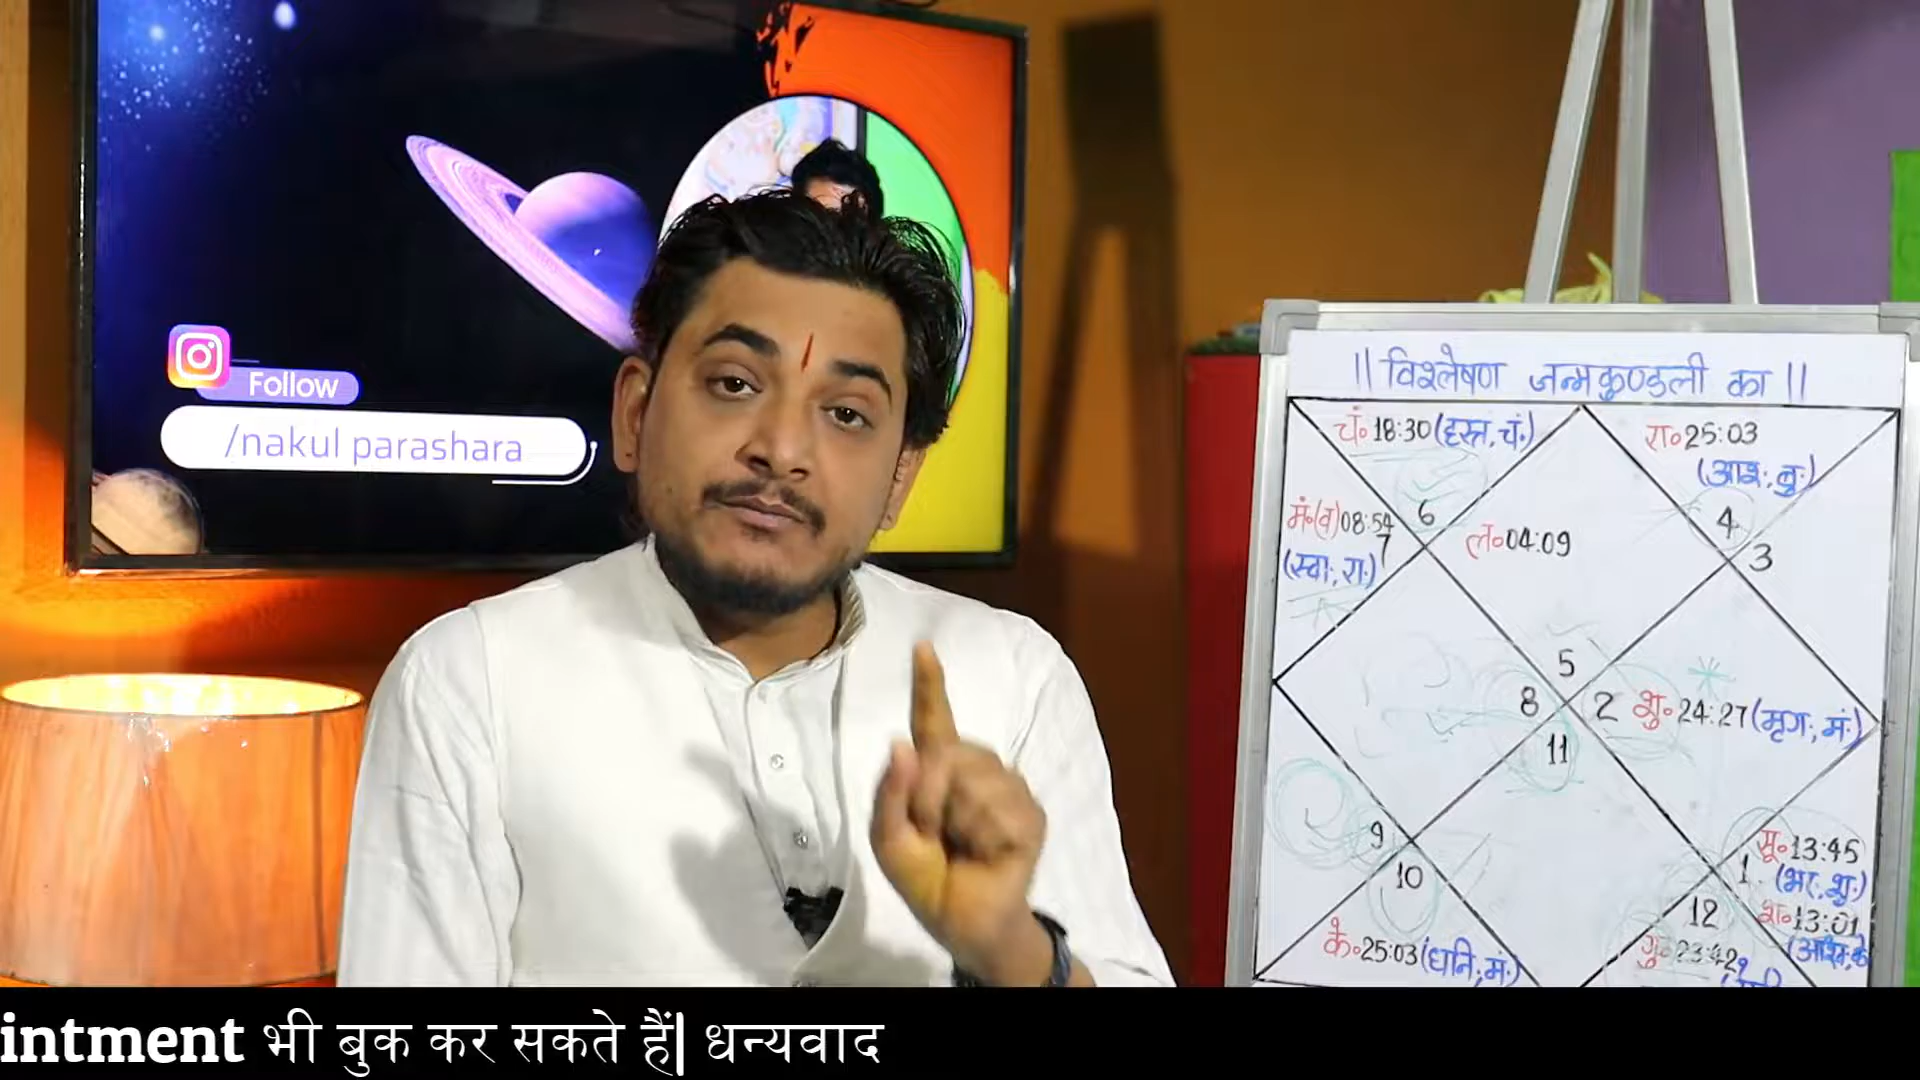 Follow
/nakul parashara
|| विश्लेषण जन्मकुण्डली का ||
चं॰ 18:30 (हस्त, चं॰)
रा॰ 25:03
(आश्ले॰, बु॰)
मं॰(व) 08:54
7
(स्वा॰, रा॰)
6
ल॰ 04:09
4
3
5
8
2
शु॰ 24:27 (मृग॰, मं॰)
11
9
10
के॰ 25:03 (धनि॰, मं॰)
12
गु॰ 23:42
1
सू॰ 13:45
(भर॰, शु॰)
श॰ 13:01
intment भी बुक कर सकते हैं| धन्यवाद